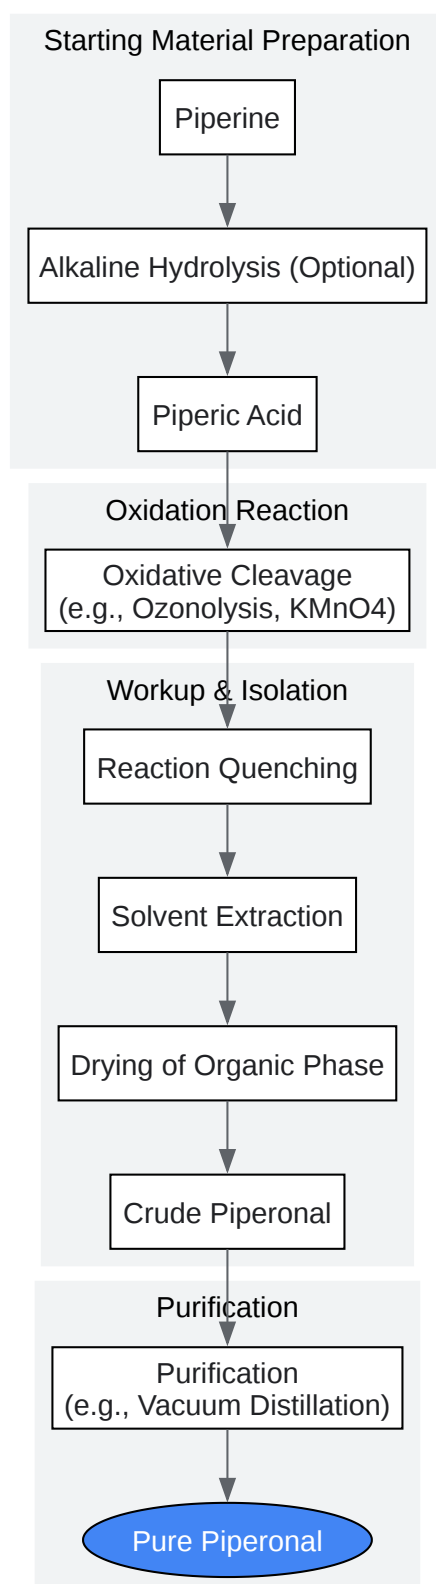 Starting Material Preparation
Piperine
Alkaline Hydrolysis (Optional)
Piperic Acid
Oxidation Reaction
Oxidative Cleavage
(e.g., Ozonolysis, KMnO4)
Workup & Isolation
Reaction Quenching
Solvent Extraction
Drying of Organic Phase
Crude Piperonal
Purification
Purification
(e.g., Vacuum Distillation)
Pure Piperonal